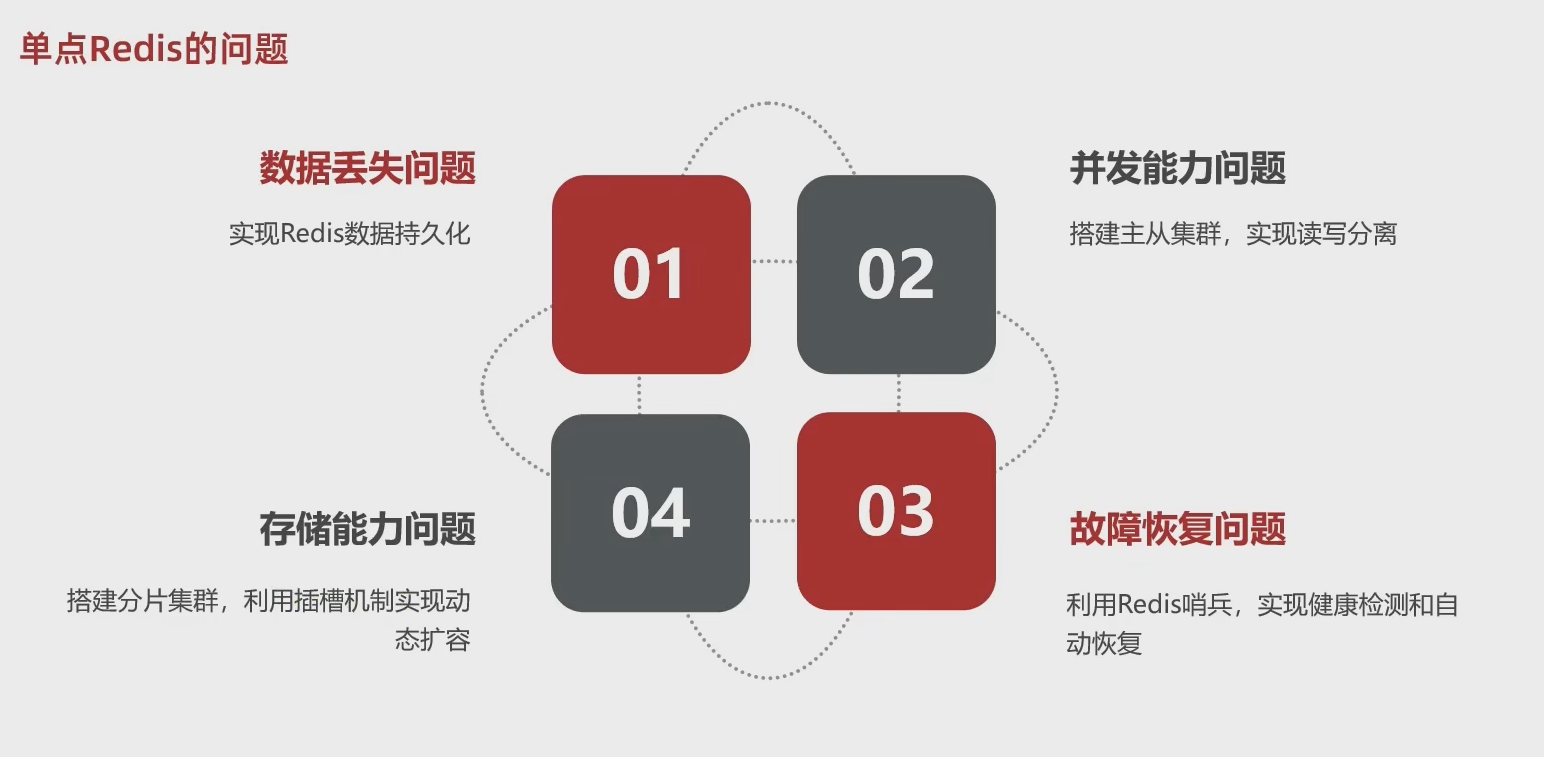 单点Redis的问题
数据丢失问题
实现Redis数据持久化
01
02
并发能力问题
搭建主从集群，实现读写分离
存储能力问题
搭建分片集群，利用插槽机制实现动
态扩容
04
03
故障恢复问题
利用Redis哨兵，实现健康检测和自
动恢复